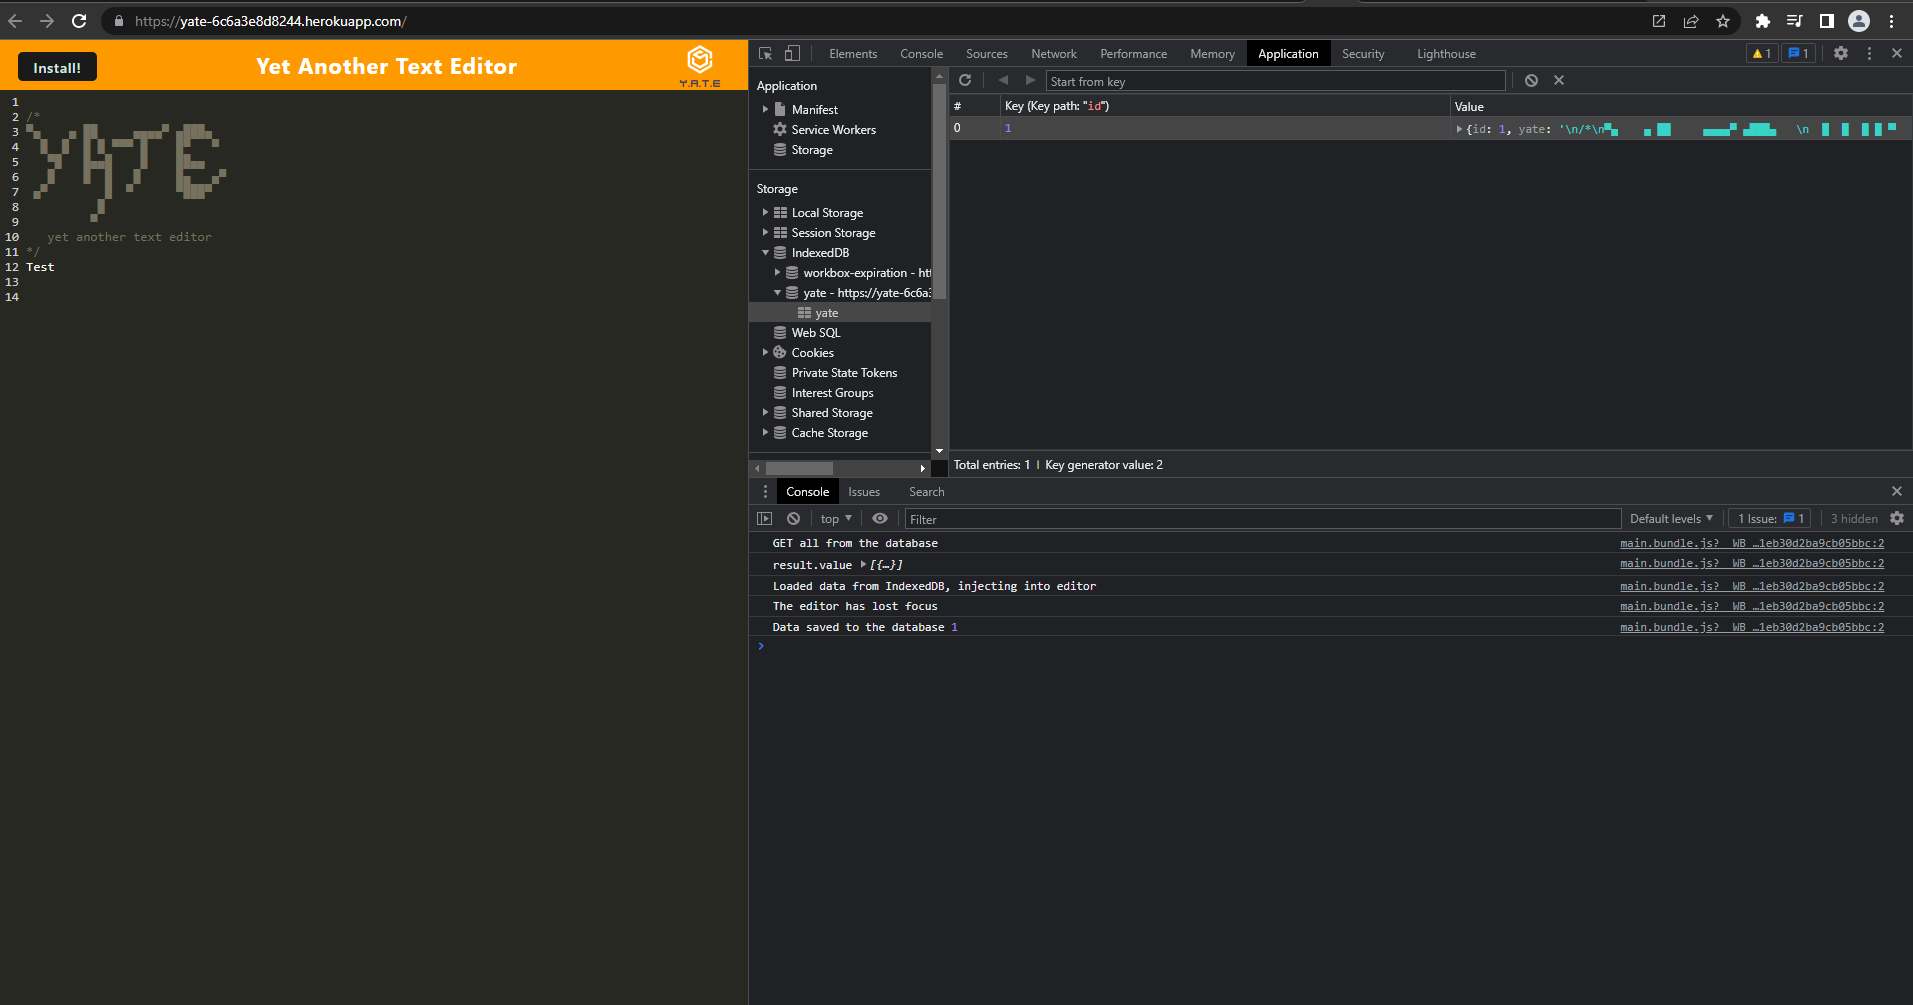 https://yate-6c6a3e8d8244.herokuapp.com/
Install!
Yet Another Text Editor
Y.A.T.E
1
2 /*
3
4
5
6
7
8
9
10 yet another text editor
11 */
12 Test
13
14
Elements Console Sources Network Performance Memory Application Security Lighthouse 1 1
Application
Manifest
Service Workers
Storage
Storage
Local Storage
Session Storage
IndexedDB
workbox-expiration - htt
yate - https://yate-6c6a3
yate
Web SQL
Cookies
Private State Tokens
Interest Groups
Shared Storage
Cache Storage
Start from key
# Key (Key path: "id") Value
0 1 {id: 1, yate: '\n/*\n▀▄    ▄ ██     ▄▄▄▄▀ ▄███▄   \n  █  █  █ █ ▀
Total entries: 1 Key generator value: 2
Console Issues Search
top Filter Default levels 1 Issue: 1 3 hidden
GET all from the database main.bundle.js?__WB_…1eb30d2ba9cb05bbc:2
result.value [{…}] main.bundle.js?__WB_…1eb30d2ba9cb05bbc:2
Loaded data from IndexedDB, injecting into editor main.bundle.js?__WB_…1eb30d2ba9cb05bbc:2
The editor has lost focus main.bundle.js?__WB_…1eb30d2ba9cb05bbc:2
Data saved to the database 1 main.bundle.js?__WB_…1eb30d2ba9cb05bbc:2